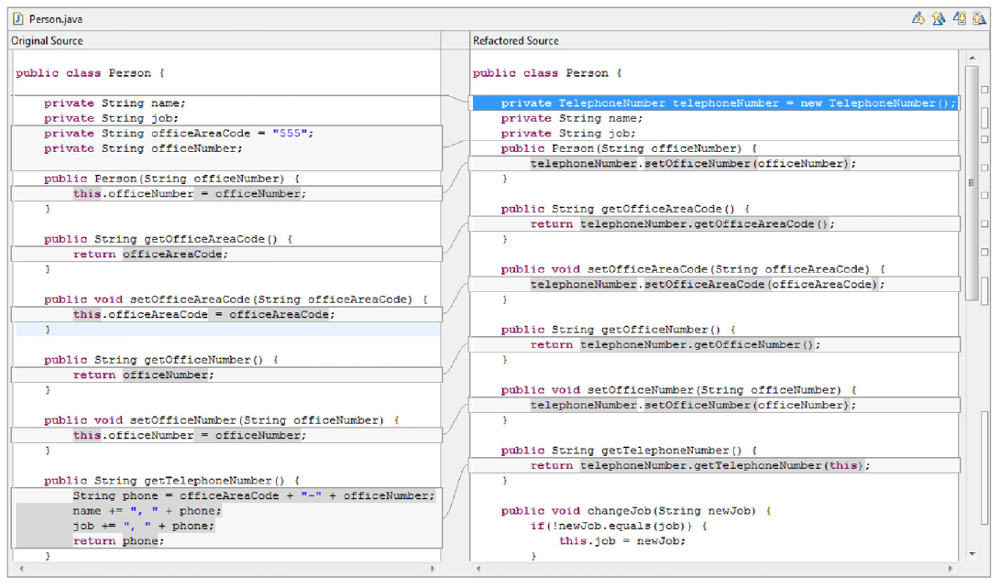 Person.java
Original Source
public class Person {
private String name;
private String job;
private String officeAreaCode = "555";
private String officeNumber;
public Person(String officeNumber) {
this.officeNumber = officeNumber;
}
public String getOfficeAreaCode() {
return officeAreaCode;
}
public void setOfficeAreaCode(String officeAreaCode) {
this.officeAreaCode = officeAreaCode;
}
public String getOfficeNumber() {
return officeNumber;
}
public void setOfficeNumber(String officeNumber) {
this.officeNumber = officeNumber;
}
public String getTelephoneNumber() {
String phone = officeAreaCode + "-" + officeNumber;
name += ", " + phone;
job += ", " + phone;
return phone;
}
Refactored Source
public class Person {
private TelephoneNumber telephoneNumber = new TelephoneNumber();
private String name;
private String job;
public Person(String officeNumber) {
telephoneNumber.setOfficeNumber(officeNumber);
}
public String getOfficeAreaCode() {
return telephoneNumber.getOfficeAreaCode();
}
public void setOfficeAreaCode(String officeAreaCode) {
telephoneNumber.setOfficeAreaCode(officeAreaCode);
}
public String getOfficeNumber() {
return telephoneNumber.getOfficeNumber();
}
public void setOfficeNumber(String officeNumber) {
telephoneNumber.setOfficeNumber(officeNumber);
}
public String getTelephoneNumber() {
return telephoneNumber.getTelephoneNumber(this);
}
public void changeJob(String newJob) {
if(!newJob.equals(job)) {
this.job = newJob;
}